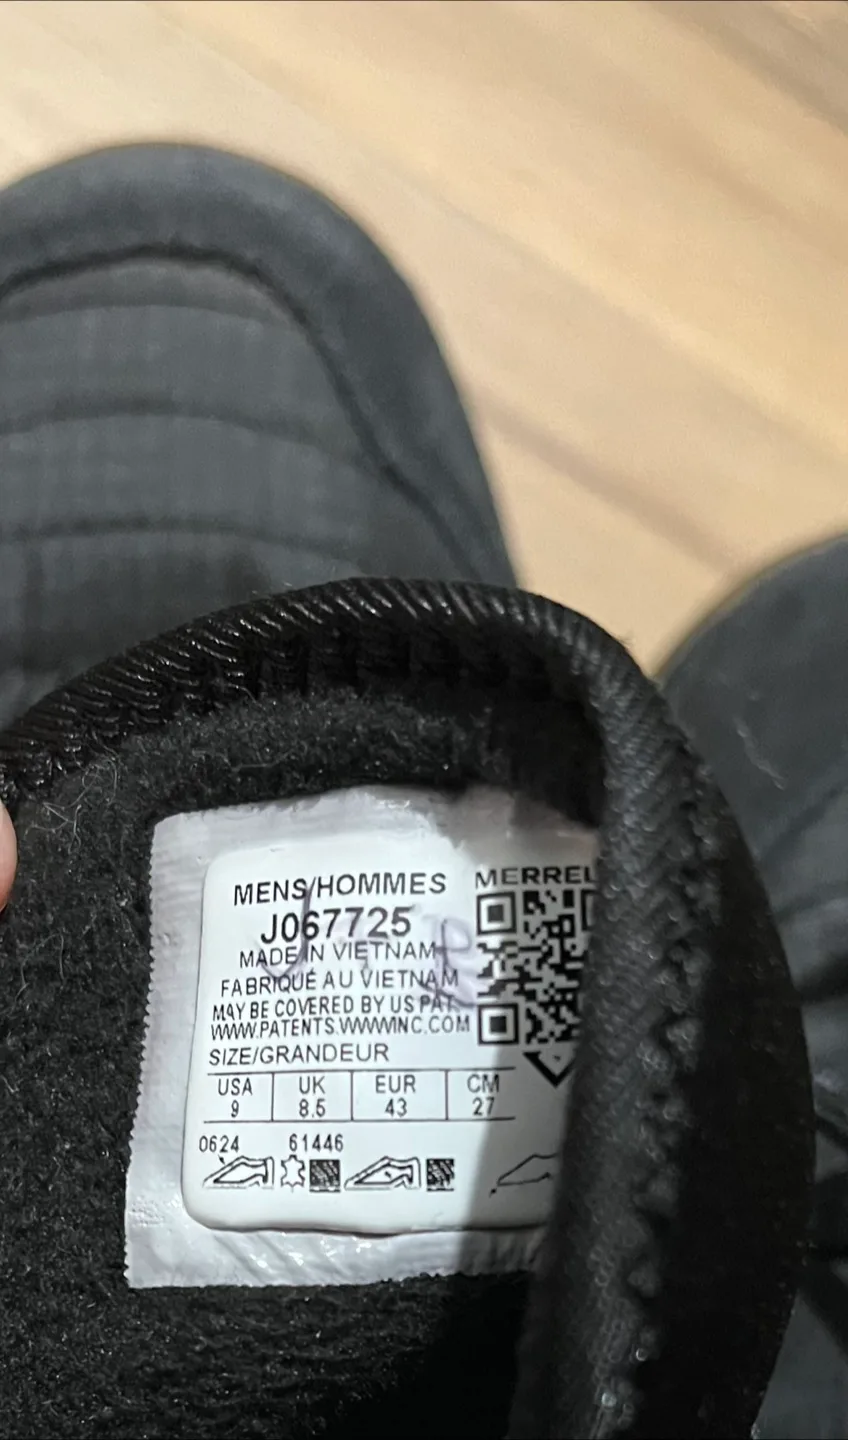 MENS/HOMMES
MERREL
J067725
MADE IN VIETNAM
FABRIQUÉ AU VIETNAM
MAY BE COVERED BY US PAT.
WWW.PATENTS.WWWINC.COM
SIZE/GRANDEUR
USA UK EUR CM
9 8.5 43 27
0624 61446